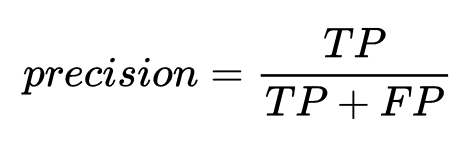 precision = TP / TP + FP